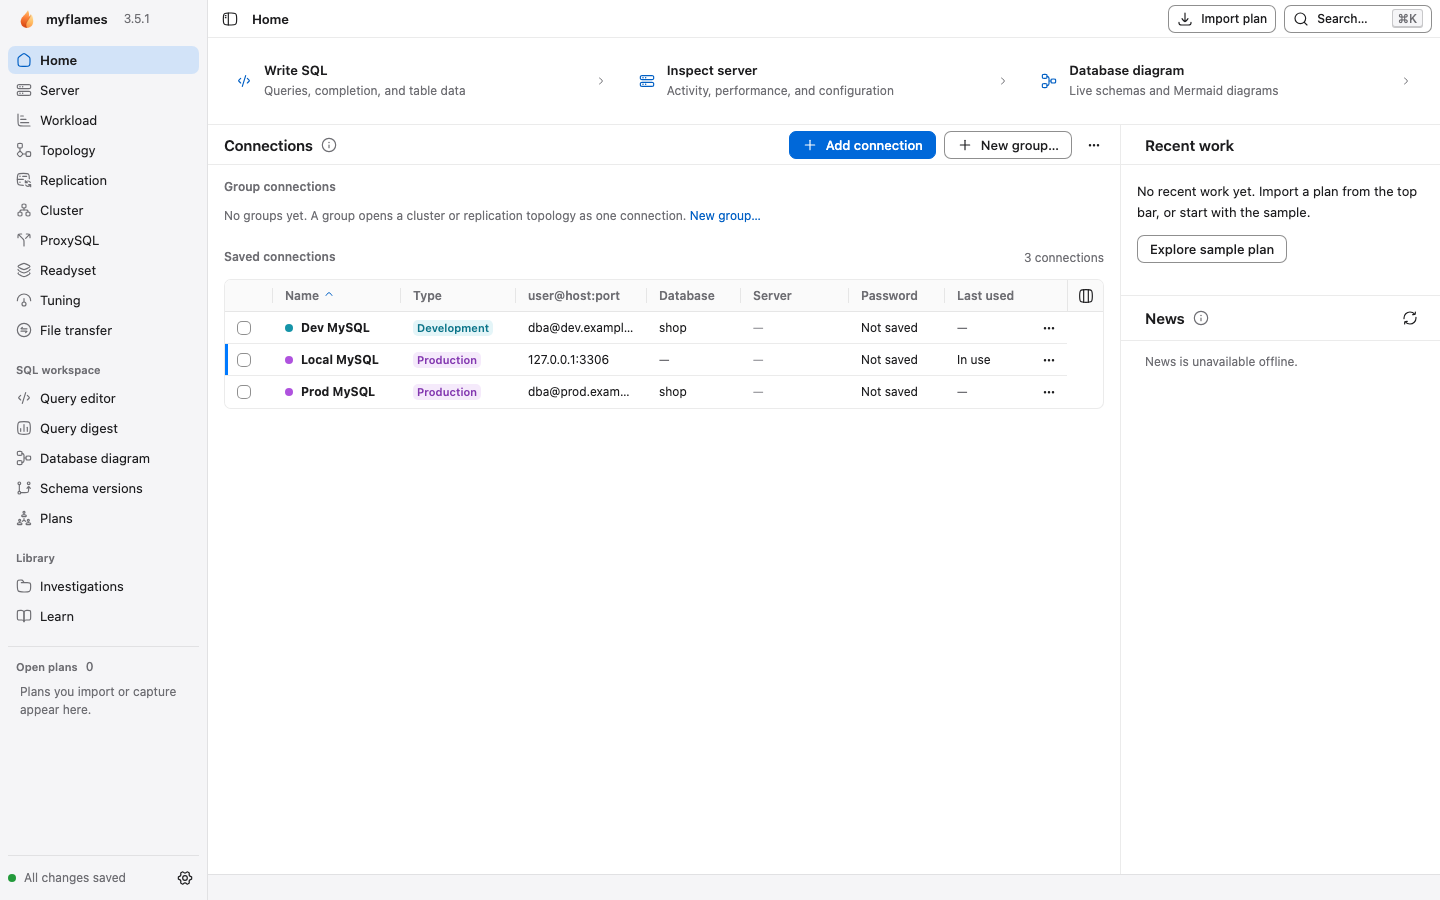 myflames 3.5.1
Home
Server
Workload
Topology
Replication
Cluster
ProxySQL
Readyset
Tuning
File transfer
SQL workspace
Query editor
Query digest
Database diagram
Schema versions
Plans
Library
Investigations
Learn
Open plans 0
Plans you import or capture
appear here.
All changes saved
Home
Import plan
Search... ⌘K
Write SQL
Queries, completion, and table data
Inspect server
Activity, performance, and configuration
Database diagram
Live schemas and Mermaid diagrams
Connections
Add connection
New group...
Group connections
No groups yet. A group opens a cluster or replication topology as one connection. New group...
Saved connections 3 connections
Name Type user@host:port Database Server Password Last used
Dev MySQL Development dba@dev.exampl... shop — Not saved —
Local MySQL Production 127.0.0.1:3306 — — Not saved In use
Prod MySQL Production dba@prod.exam... shop — Not saved —
Recent work
No recent work yet. Import a plan from the top
bar, or start with the sample.
Explore sample plan
News
News is unavailable offline.